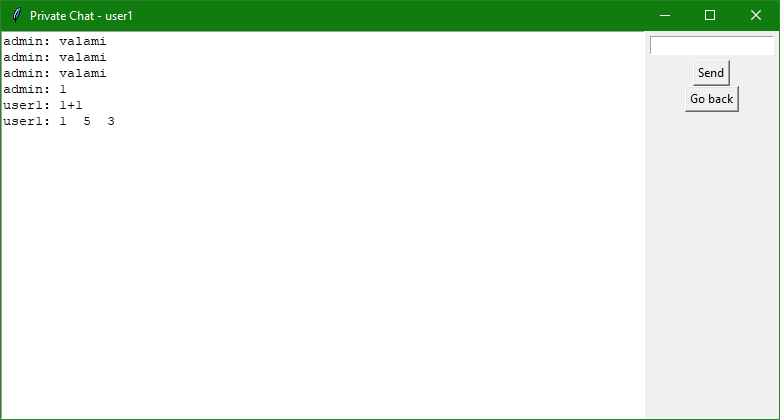 Private Chat - user1
admin: valami
admin: valami
admin: valami
admin: 1
user1: 1+1
user1: 1  5  3
Send
Go back